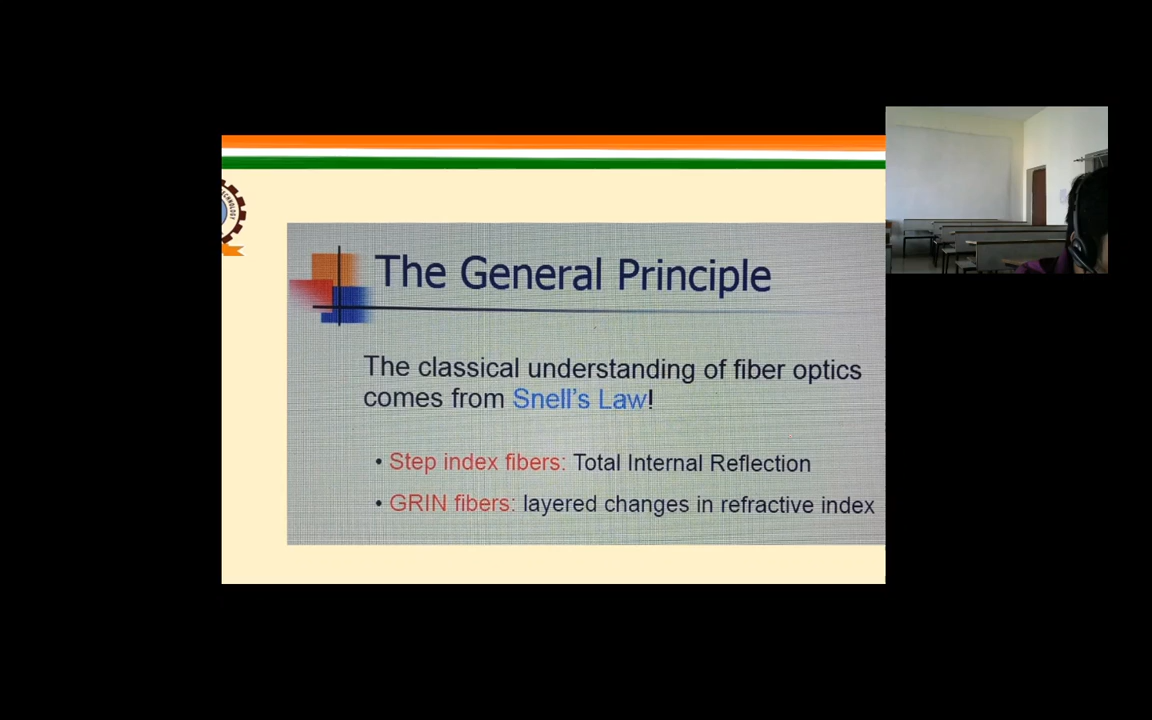 The General Principle
The classical understanding of fiber optics
comes from Snell's Law!
• Step index fibers: Total Internal Reflection
• GRIN fibers: layered changes in refractive index